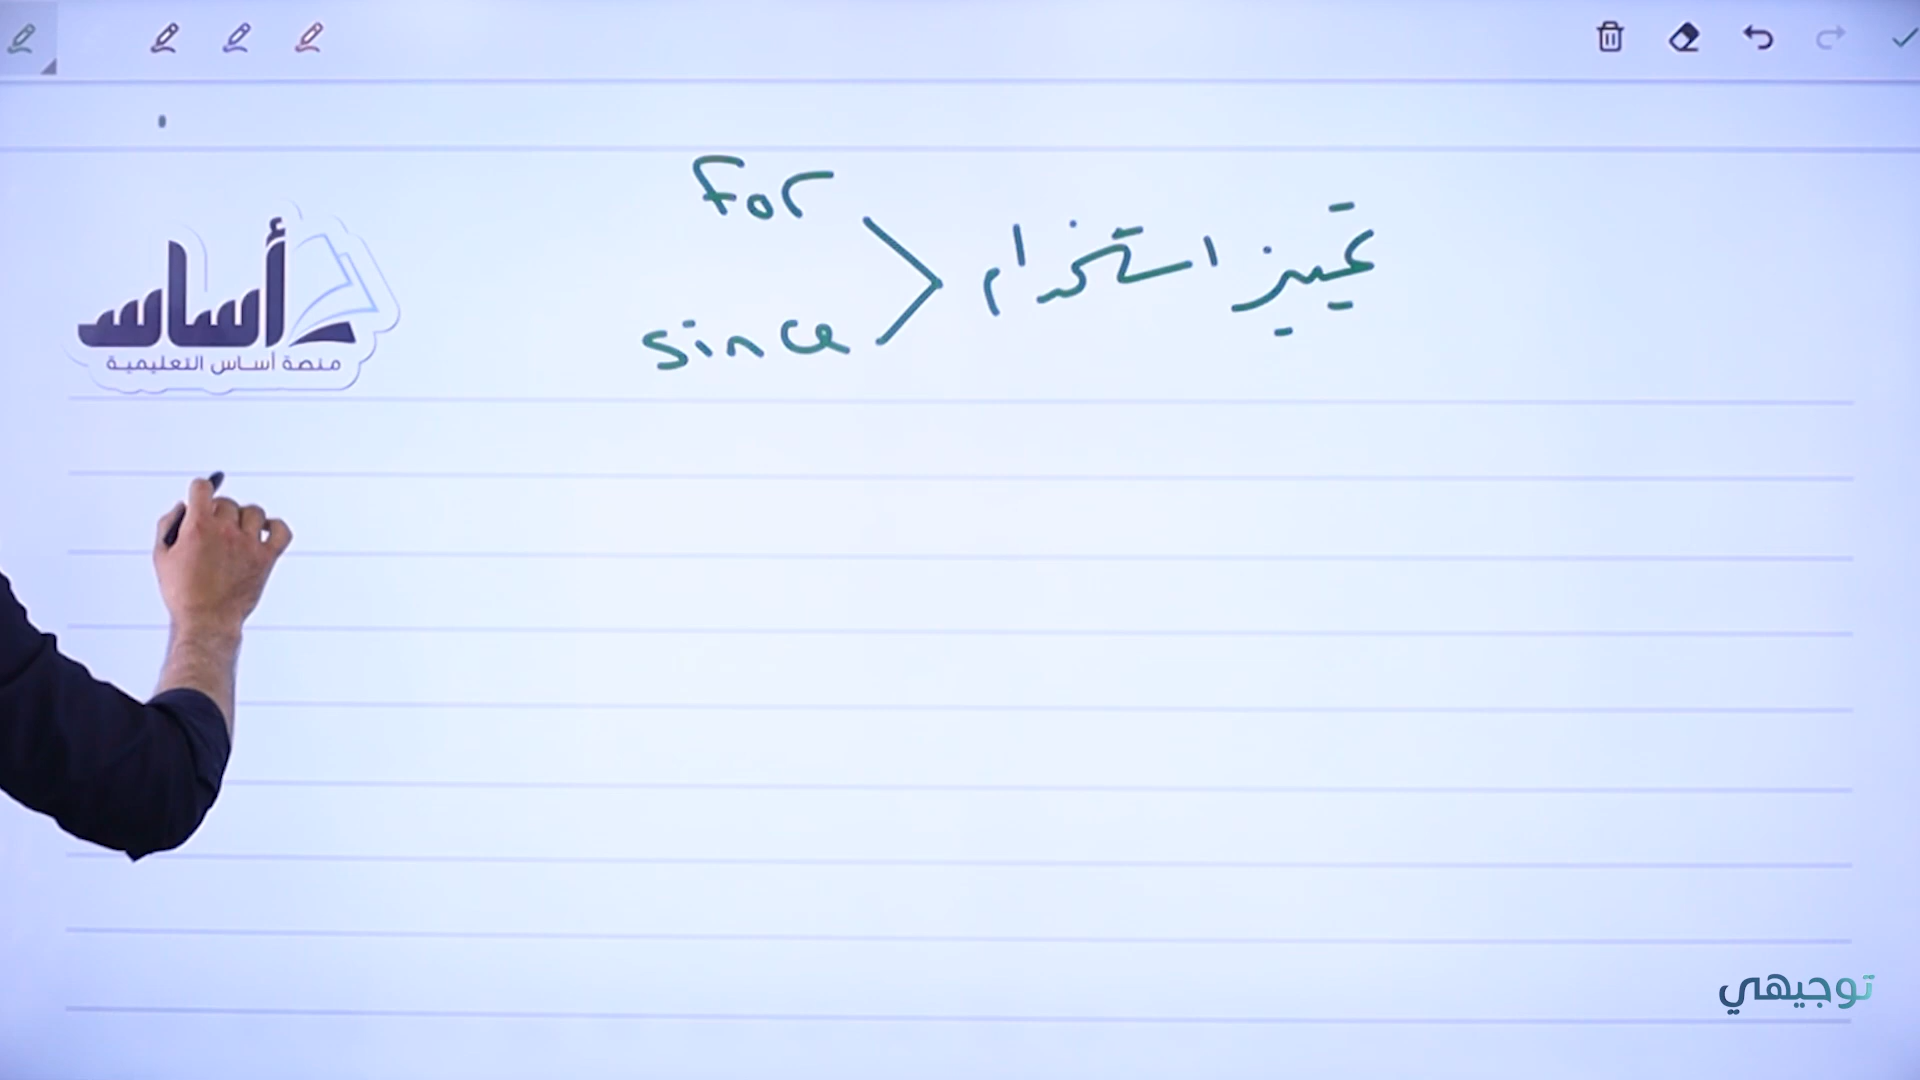 for
تمييز استخدام
since
أساس
منصة أساس التعليمية
توجيهي